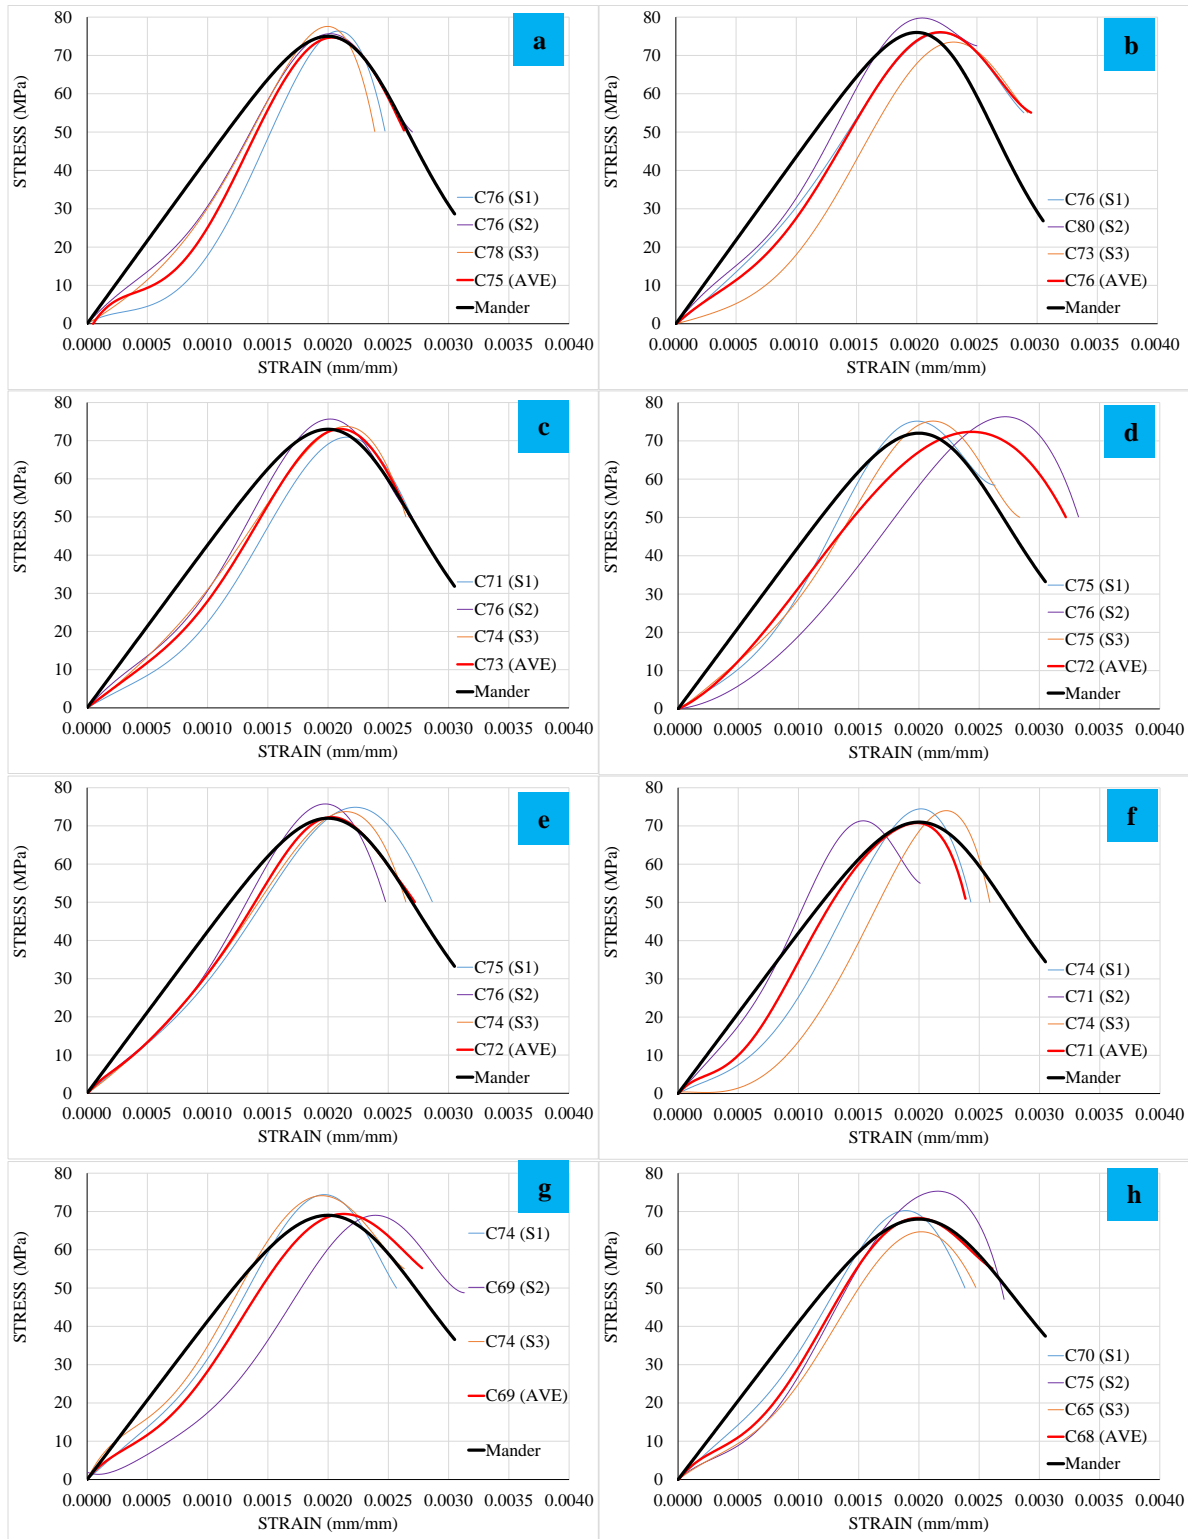 a
STRESS (MPa)
80
70
60
50
40
30
20
10
0
C76 (S1)
C76 (S2)
C78 (S3)
C75 (AVE)
Mander
0.0000 0.0005 0.0010 0.0015 0.0020 0.0025 0.0030 0.0035 0.0040
STRAIN (mm/mm)
b
STRESS (MPa)
80
70
60
50
40
30
20
10
0
C76 (S1)
C80 (S2)
C73 (S3)
C76 (AVE)
Mander
0.0000 0.0005 0.0010 0.0015 0.0020 0.0025 0.0030 0.0035 0.0040
STRAIN (mm/mm)
c
STRESS (MPa)
80
70
60
50
40
30
20
10
0
C71 (S1)
C76 (S2)
C74 (S3)
C73 (AVE)
Mander
0.0000 0.0005 0.0010 0.0015 0.0020 0.0025 0.0030 0.0035 0.0040
STRAIN (mm/mm)
d
STRESS (MPa)
80
70
60
50
40
30
20
10
0
C75 (S1)
C76 (S2)
C75 (S3)
C72 (AVE)
Mander
0.0000 0.0005 0.0010 0.0015 0.0020 0.0025 0.0030 0.0035 0.0040
STRAIN (mm/mm)
e
STRESS (MPa)
80
70
60
50
40
30
20
10
0
C75 (S1)
C76 (S2)
C74 (S3)
C72 (AVE)
Mander
0.0000 0.0005 0.0010 0.0015 0.0020 0.0025 0.0030 0.0035 0.0040
STRAIN (mm/mm)
f
STRESS (MPa)
80
70
60
50
40
30
20
10
0
C74 (S1)
C71 (S2)
C74 (S3)
C71 (AVE)
Mander
0.0000 0.0005 0.0010 0.0015 0.0020 0.0025 0.0030 0.0035 0.0040
STRAIN (mm/mm)
g
STRESS (MPa)
80
70
60
50
40
30
20
10
0
C74 (S1)
C69 (S2)
C74 (S3)
C69 (AVE)
Mander
0.0000 0.0005 0.0010 0.0015 0.0020 0.0025 0.0030 0.0035 0.0040
STRAIN (mm/mm)
h
STRESS (MPa)
80
70
60
50
40
30
20
10
0
C70 (S1)
C75 (S2)
C65 (S3)
C68 (AVE)
Mander
0.0000 0.0005 0.0010 0.0015 0.0020 0.0025 0.0030 0.0035 0.0040
STRAIN (mm/mm)